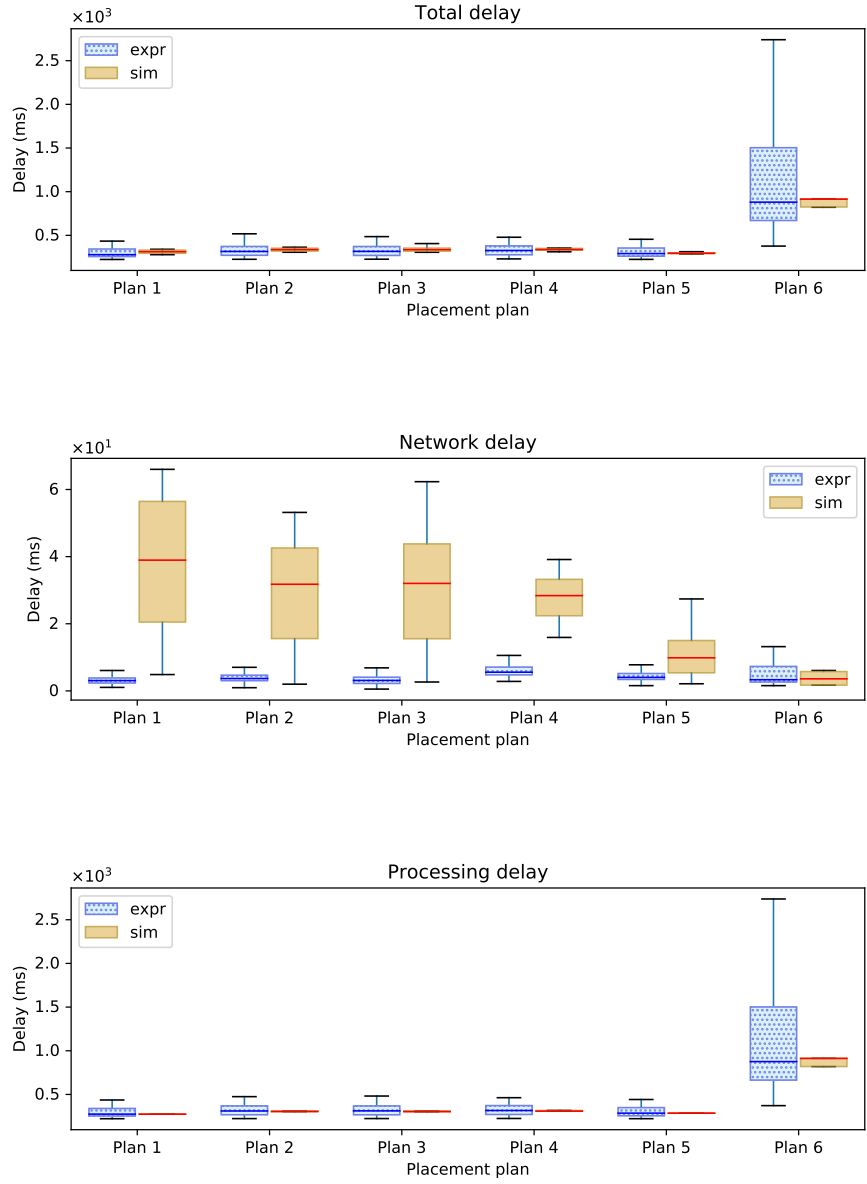 Total delay
×10³
expr
sim
Delay (ms)
2.5
2.0
1.5
1.0
0.5
Plan 1 Plan 2 Plan 3 Plan 4 Plan 5 Plan 6
Placement plan
Network delay
×10¹
expr
sim
Delay (ms)
6
4
2
0
Plan 1 Plan 2 Plan 3 Plan 4 Plan 5 Plan 6
Placement plan
Processing delay
×10³
expr
sim
Delay (ms)
2.5
2.0
1.5
1.0
0.5
Plan 1 Plan 2 Plan 3 Plan 4 Plan 5 Plan 6
Placement plan